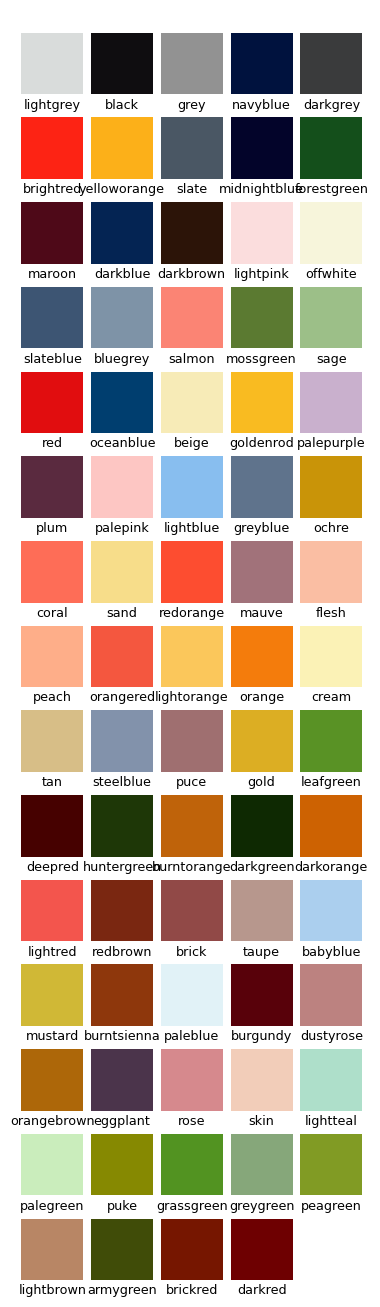 lightgrey black grey navyblue darkgrey
brightred yelloworange slate midnightblue forestgreen
maroon darkblue darkbrown lightpink offwhite
slateblue bluegrey salmon mossgreen sage
red oceanblue beige goldenrod palepurple
plum palepink lightblue greyblue ochre
coral sand redorange mauve flesh
peach orangered lightorange orange cream
tan steelblue puce gold leafgreen
deepred huntergreen burntorange darkgreen darkorange
lightred redbrown brick taupe babyblue
mustard burntsienna paleblue burgundy dustyrose
orangebrown eggplant rose skin lightteal
palegreen puke grassgreen greygreen peagreen
lightbrown armygreen brickred darkred